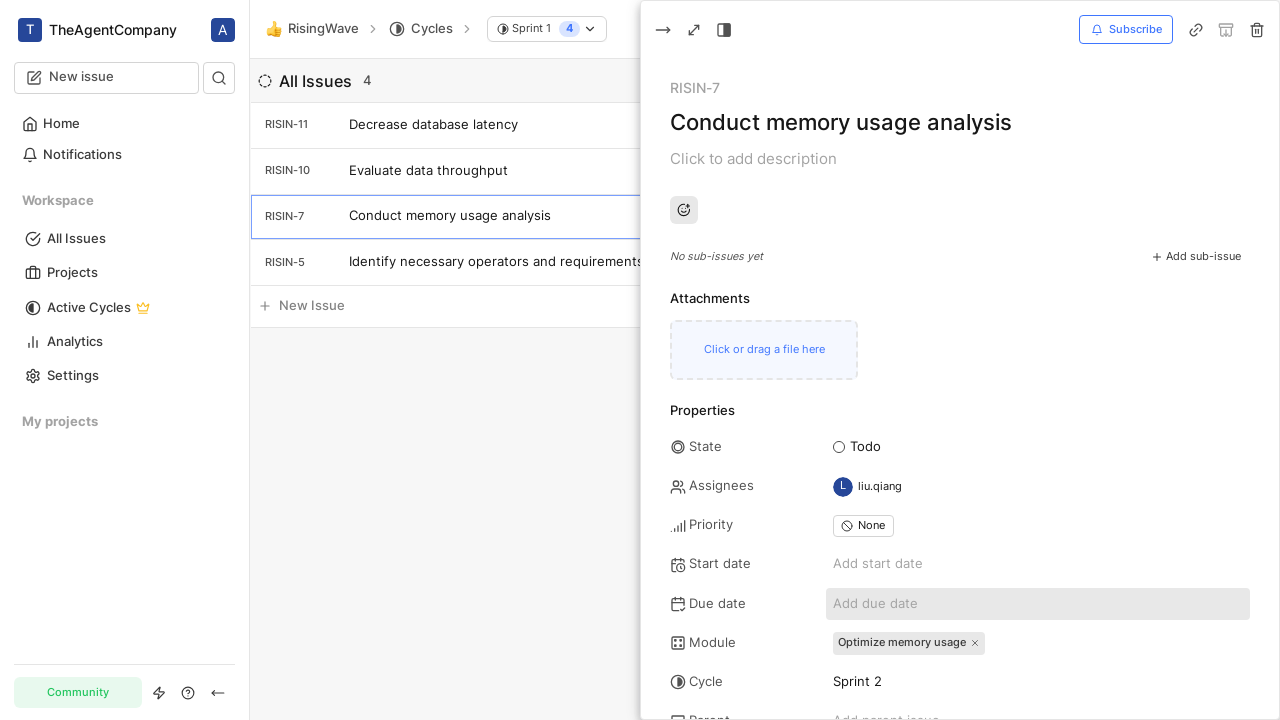 T TheAgentCompany A
New issue
Home
Notifications
Workspace
All Issues
Projects
Active Cycles
Analytics
Settings
My projects
Community
RisingWave
Cycles
Sprint 1 4
All Issues 4
RISIN-11 Decrease database latency
RISIN-10 Evaluate data throughput
RISIN-7 Conduct memory usage analysis
RISIN-5 Identify necessary operators and requirements
New Issue
Subscribe
RISIN-7
Conduct memory usage analysis
Click to add description
No sub-issues yet
Add sub-issue
Attachments
Click or drag a file here
Properties
State Todo
Assignees L liu.qiang
Priority None
Start date Add start date
Due date Add due date
Module Optimize memory usage
Cycle Sprint 2
Parent Add parent issue